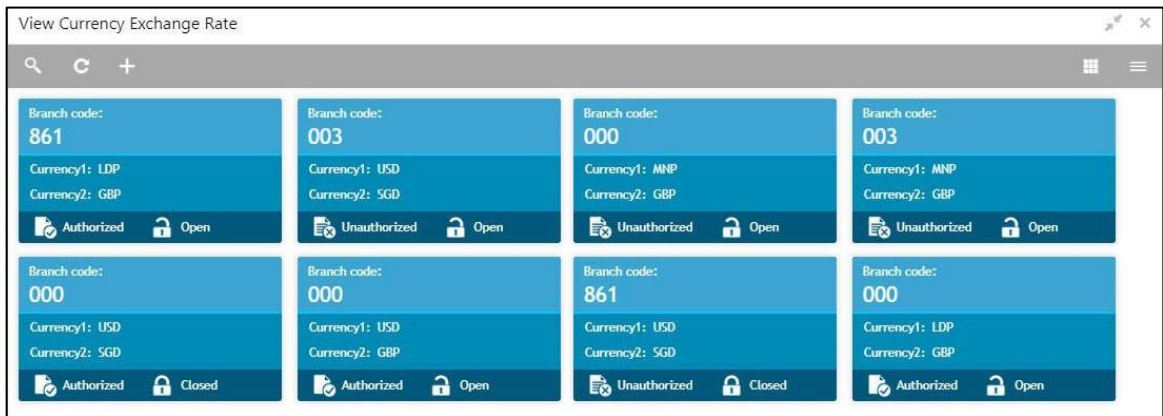 View Currency Exchange Rate
Branch code:
861
Currency1: LDP
Currency2: GBP
Authorized Open
Branch code:
003
Currency1: USD
Currency2: SGD
Unauthorized Open
Branch code:
000
Currency1: MNP
Currency2: GBP
Unauthorized Open
Branch code:
003
Currency1: MNP
Currency2: GBP
Unauthorized Open
Branch code:
000
Currency1: USD
Currency2: SGD
Authorized Closed
Branch code:
000
Currency1: USD
Currency2: GBP
Authorized Open
Branch code:
861
Currency1: USD
Currency2: SGD
Unauthorized Closed
Branch code:
000
Currency1: LDP
Currency2: GBP
Authorized Open